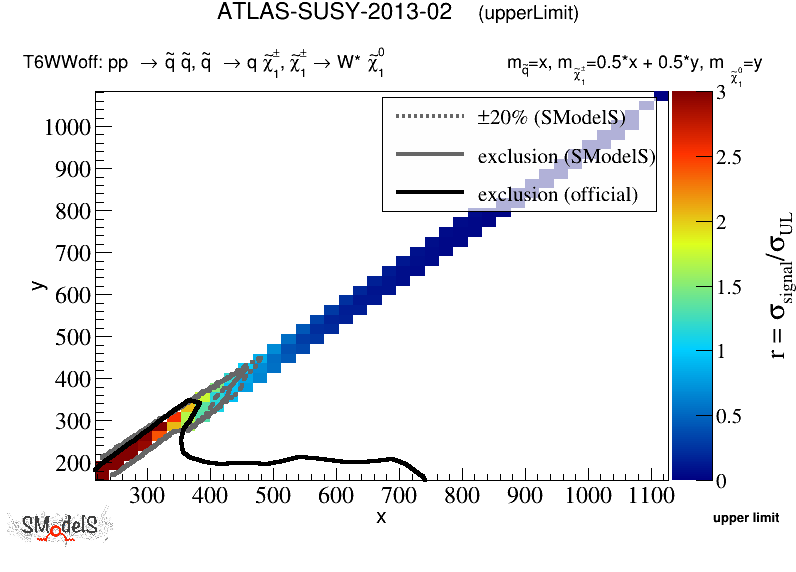 ATLAS-SUSY-2013-02 (upperLimit)
T6WWoff: pp → q̃ q̃, q̃ → q χ̃₁±, χ̃₁± → W* χ̃₁⁰
m_q̃=x, m_χ̃₁±=0.5*x + 0.5*y, m_χ̃₁⁰=y
±20% (SModelS)
exclusion (SModelS)
exclusion (official)
y
1000
900
800
700
600
500
400
300
200
300 400 500 600 700 800 900 1000 1100
x
3
2.5
2
1.5
1
0.5
0
r = σsignal/σUL
SModelS
upper limit